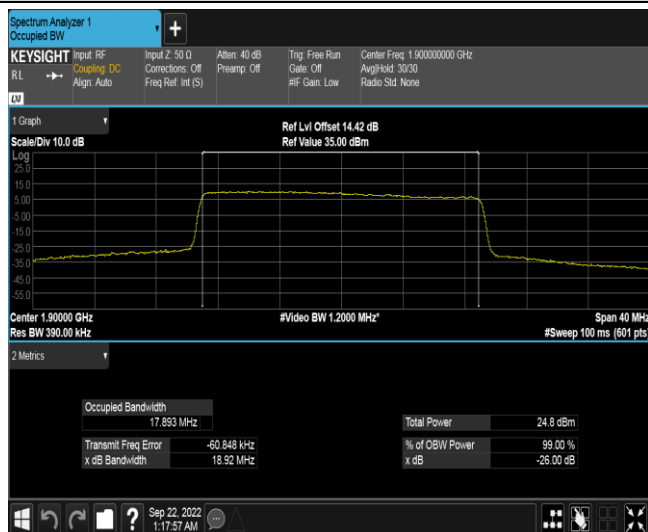 Spectrum Analyzer 1
Occupied BW
+
KEYSIGHT Input: RF Input Z: 50 Ω Atten: 40 dB Trig: Free Run Center Freq: 1.900000000 GHz
RL Coupling: DC Corrections: Off Preamp: Off Gate: Off Avg|Hold: 30/30
Align: Auto Freq Ref: Int (S) #IF Gain: Low Radio Std: None
LXI
1 Graph
Ref Lvl Offset 14.42 dB
Scale/Div 10.0 dB Ref Value 35.00 dBm
Log
25.0
15.0
5.00
-5.00
-15.0
-25.0
-35.0
-45.0
-55.0
Center 1.90000 GHz #Video BW 1.2000 MHz* Span 40 MHz
Res BW 390.00 kHz #Sweep 100 ms (601 pts)
2 Metrics
Occupied Bandwidth
17.893 MHz Total Power 24.8 dBm
Transmit Freq Error -60.848 kHz % of OBW Power 99.00 %
x dB Bandwidth 18.92 MHz x dB -26.00 dB
? Sep 22, 2022
1:17:57 AM